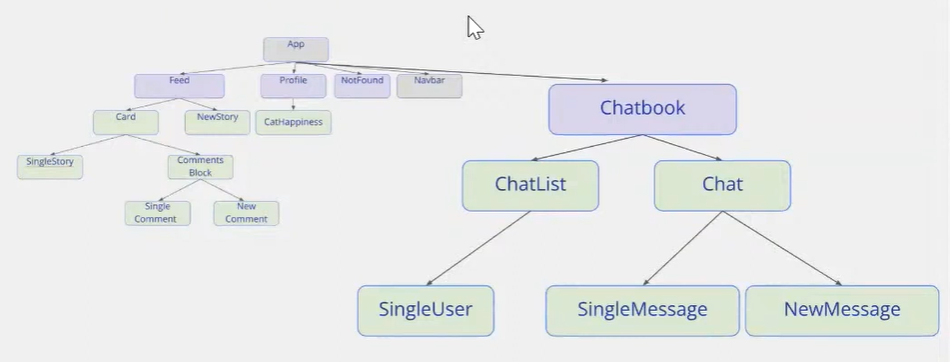 App
Feed
Profile
NotFound
Navbar
Chatbook
Card
NewStory
CatHappiness
SingleStory
Comments
Block
ChatList
Chat
Single
Comment
New
Comment
SingleUser
SingleMessage
NewMessage